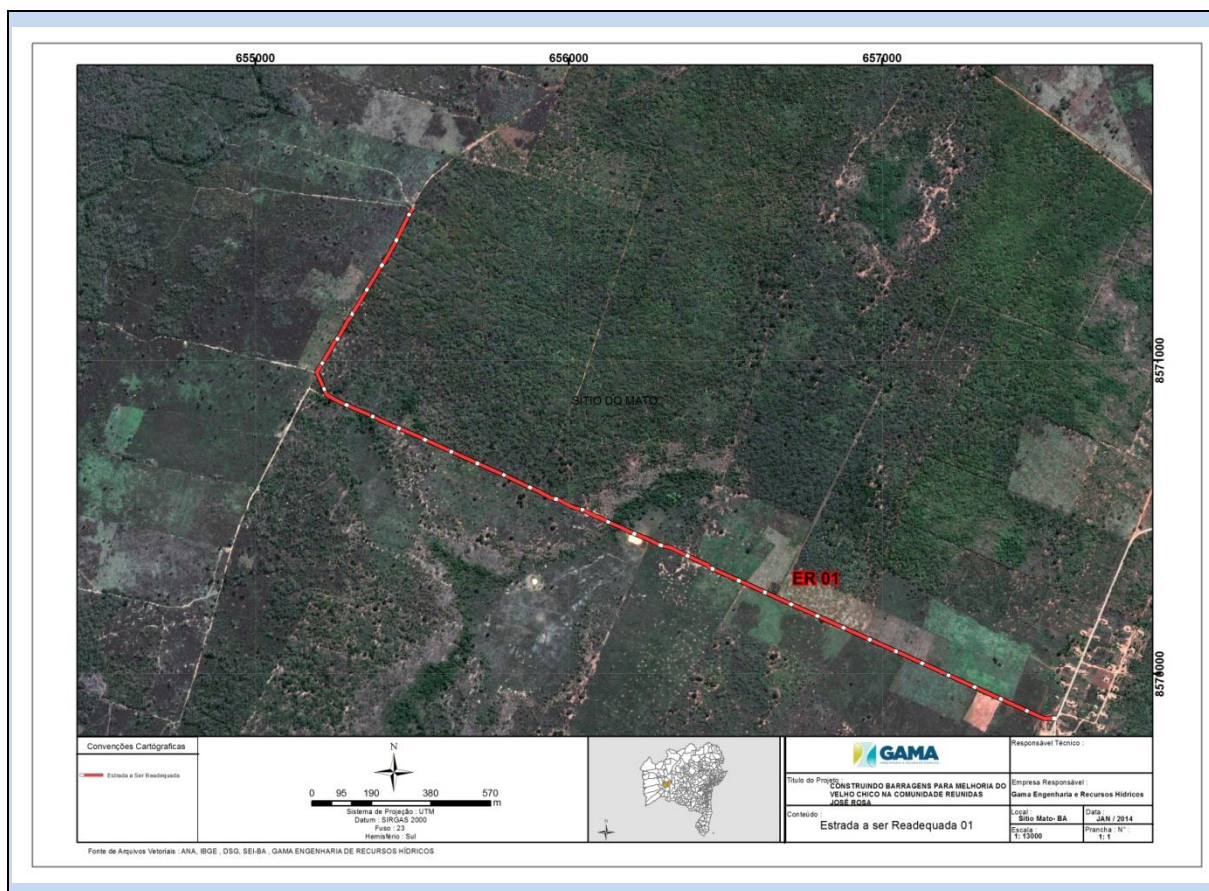 655000
656000
657000
8571000
SÍTIO DO MATO
ER 01
8570000
Convenções Cartógraficas
Estrada a Ser Readequada
N
0 95 190 380 570
m
Sistema de Projeção : UTM
Datum : SIRGAS 2000
Fuso : 23
Hemisfério : Sul
N
GAMA
Titulo do Projeto :
CONSTRUINDO BARRAGENS PARA MELHORIA DO
VELHO CHICO NA COMUNIDADE REUNIDAS
JOSÉ ROSA
Conteúdo :
Estrada a ser Readequada 01
Responsável Técnico :
Empresa Responsável :
Gama Engenharia e Recursos Hídricos
Local :
Sitio Mato- BA
Data :
JAN / 2014
Escala :
1: 13000
Prancha : N° :
1: 1
Fonte de Arquivos Vetoriais : ANA, IBGE , DSG, SEI-BA , GAMA ENGENHARIA DE RECURSOS HÍDRICOS